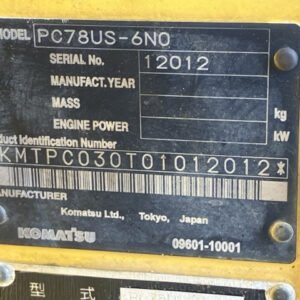 MODEL PC78US-6N0
SERIAL No. 12012
MANUFACT.YEAR
MASS kg
ENGINE POWER kW
duct Identification Number
KMTPC030T01012012*
MANUFACTURER
Komatsu Ltd., Tokyo, Japan
KOMATSU 09601-10001
型 式